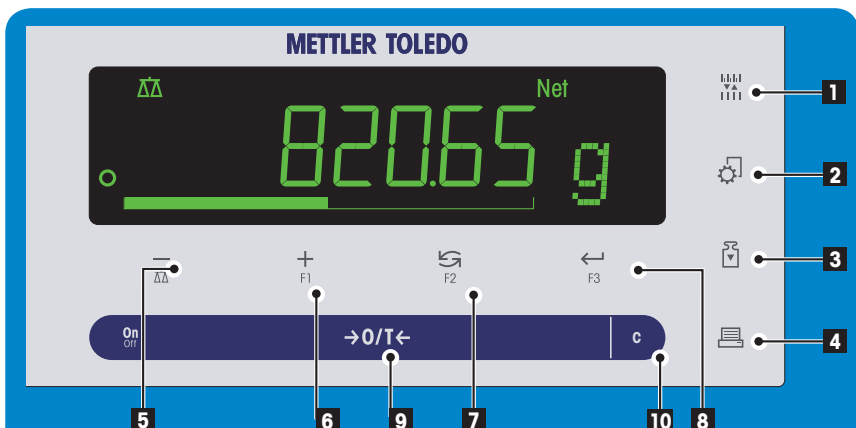 METTLER TOLEDO
Net
820.65 g
1
2
3
4
F1
F2
F3
On
Off
→0/T←
C
5
6
9
7
10
8